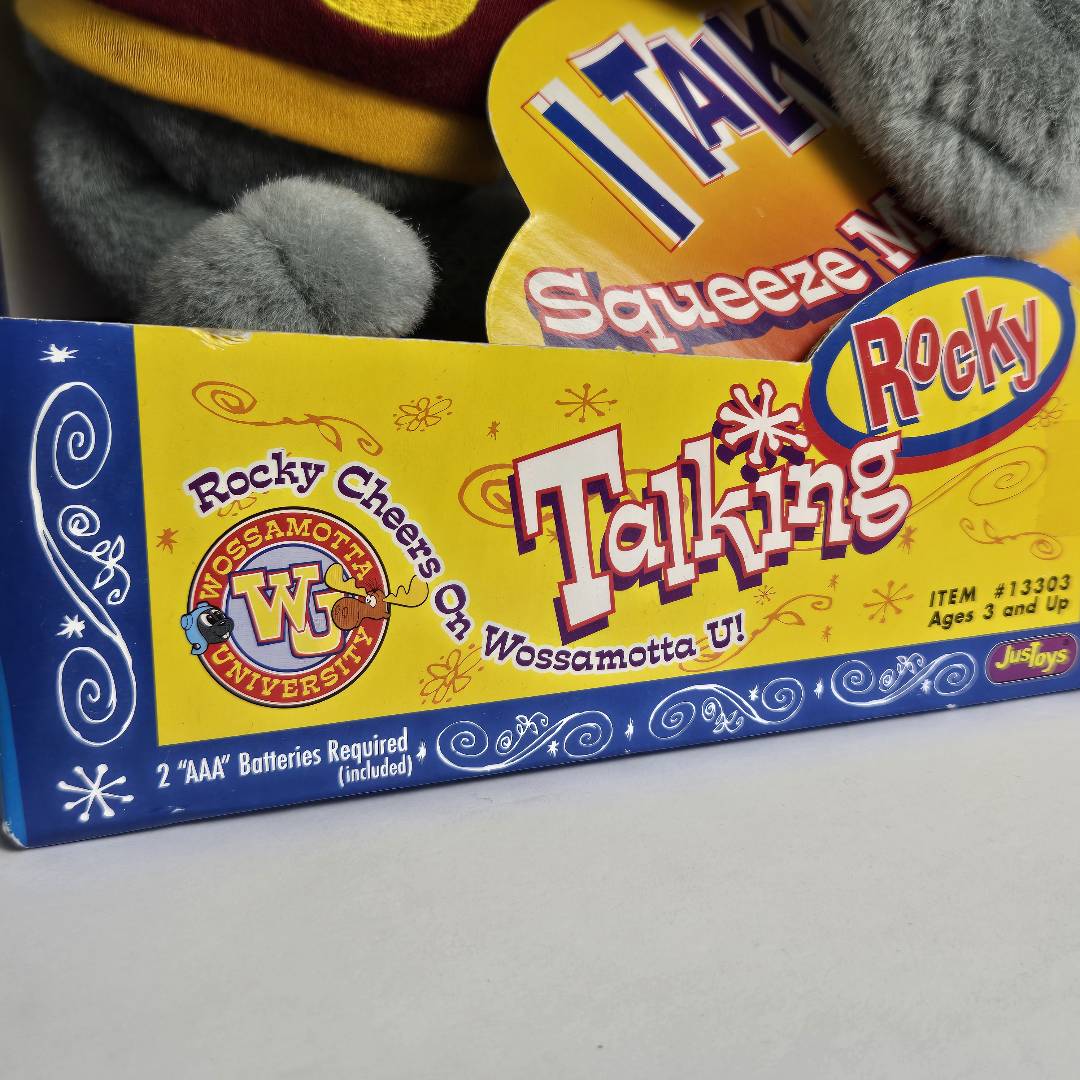 I TALK
Squeeze M
Rocky
Talking
Rocky Cheers On Wossamotta U!
WOSSAMOTTA
WU
UNIVERSITY
ITEM #13303
Ages 3 and Up
JusToys
2 "AAA" Batteries Required
(included)